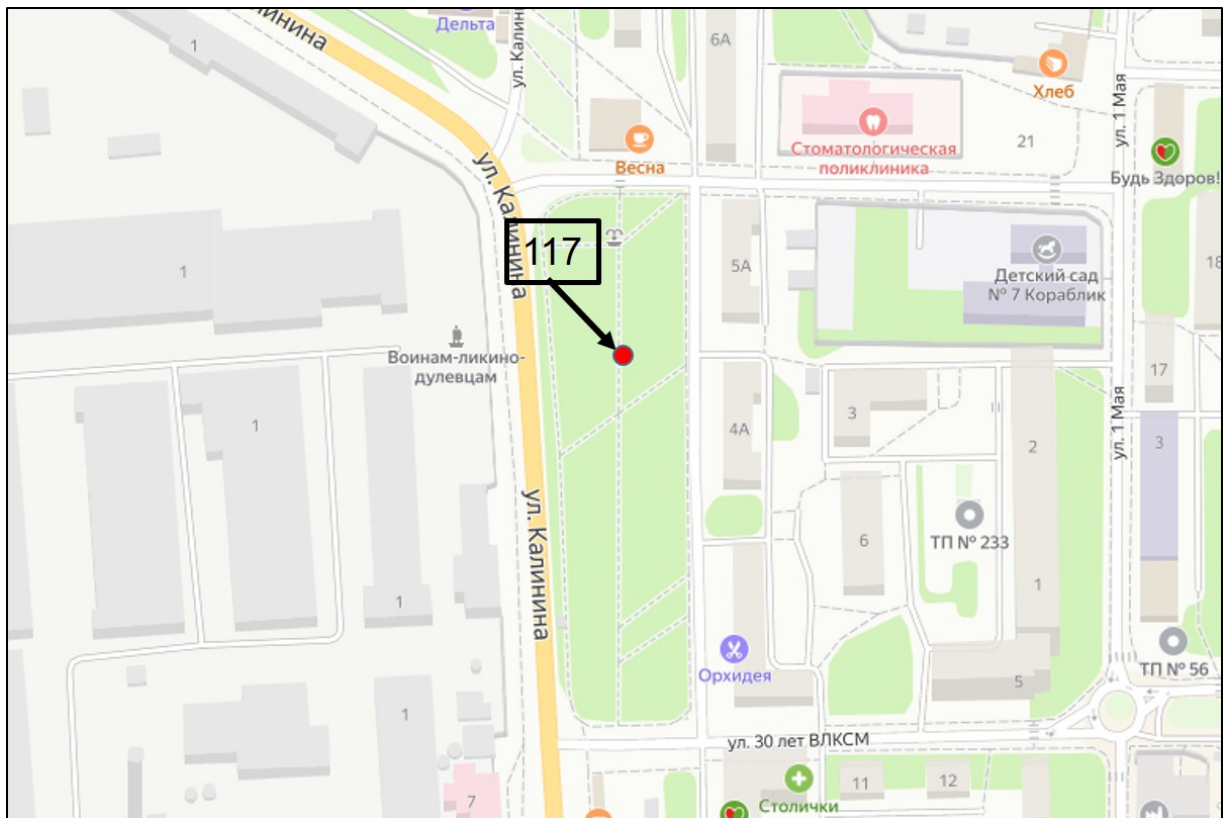 Калинина
Дельта
ул. Калин
1
6А
Хлеб
ул. 1 Мая
Стоматологическая
поликлиника
21
Весна
Будь Здоров!
ул. Калинина
117
1
5А
Детский сад
№ 7 Кораблик
18
Воинам-ликино-
дулевцам
17
1
4А
3
2
ул. 1 Мая
3
ул. Калинина
6
ТП № 233
1
1
Орхидея
5
ТП № 56
1
ул. 30 лет ВЛКСМ
7
Столички
11
12